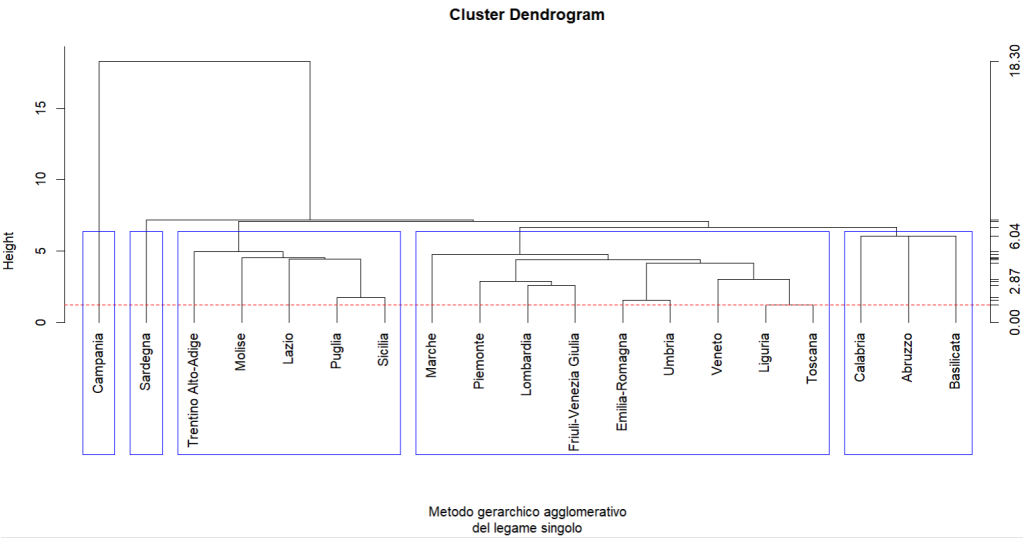 Cluster Dendrogram
Height
0
5
10
15
0.00
2.87
6.04
18.30
Campania
Sardegna
Trentino Alto-Adige
Molise
Lazio
Puglia
Sicilia
Marche
Piemonte
Lombardia
Friuli-Venezia Giulia
Emilia-Romagna
Umbria
Veneto
Liguria
Toscana
Calabria
Abruzzo
Basilicata
Metodo gerarchico agglomerativo
del legame singolo